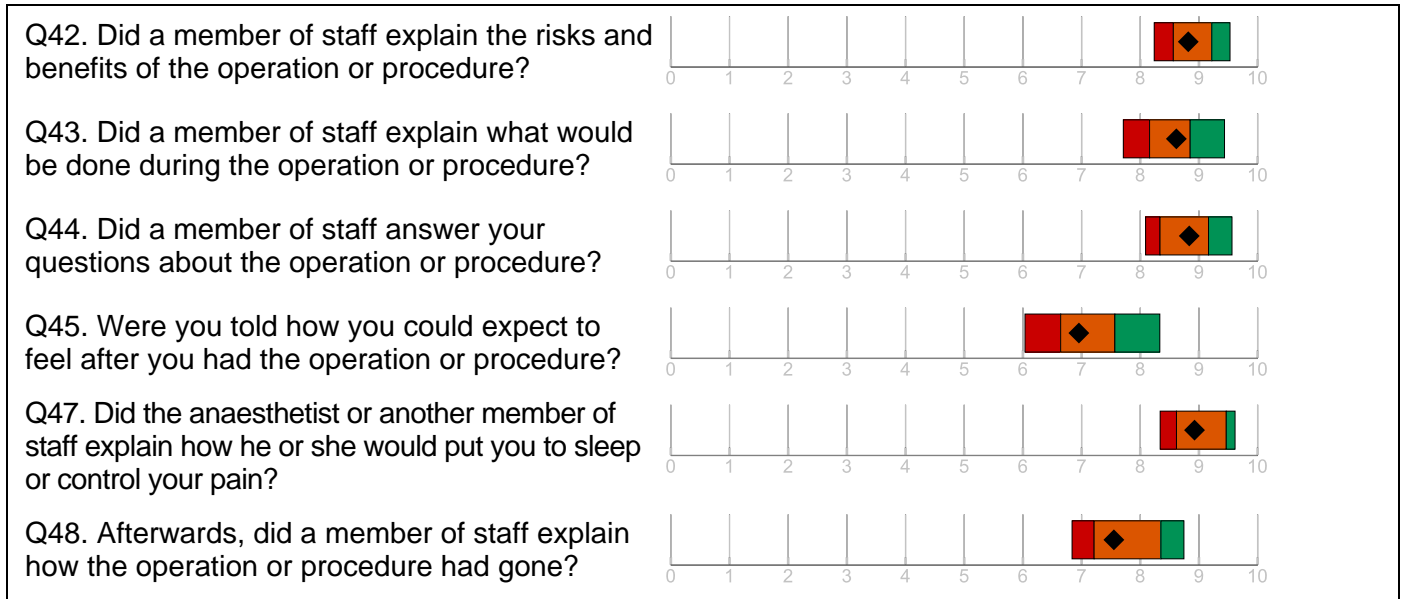 Q42. Did a member of staff explain the risks and
benefits of the operation or procedure?
0 1 2 3 4 5 6 7 8 9 10
Q43. Did a member of staff explain what would
be done during the operation or procedure?
0 1 2 3 4 5 6 7 8 9 10
Q44. Did a member of staff answer your
questions about the operation or procedure?
0 1 2 3 4 5 6 7 8 9 10
Q45. Were you told how you could expect to
feel after you had the operation or procedure?
0 1 2 3 4 5 6 7 8 9 10
Q47. Did the anaesthetist or another member of
staff explain how he or she would put you to sleep
or control your pain?
0 1 2 3 4 5 6 7 8 9 10
Q48. Afterwards, did a member of staff explain
how the operation or procedure had gone?
0 1 2 3 4 5 6 7 8 9 10